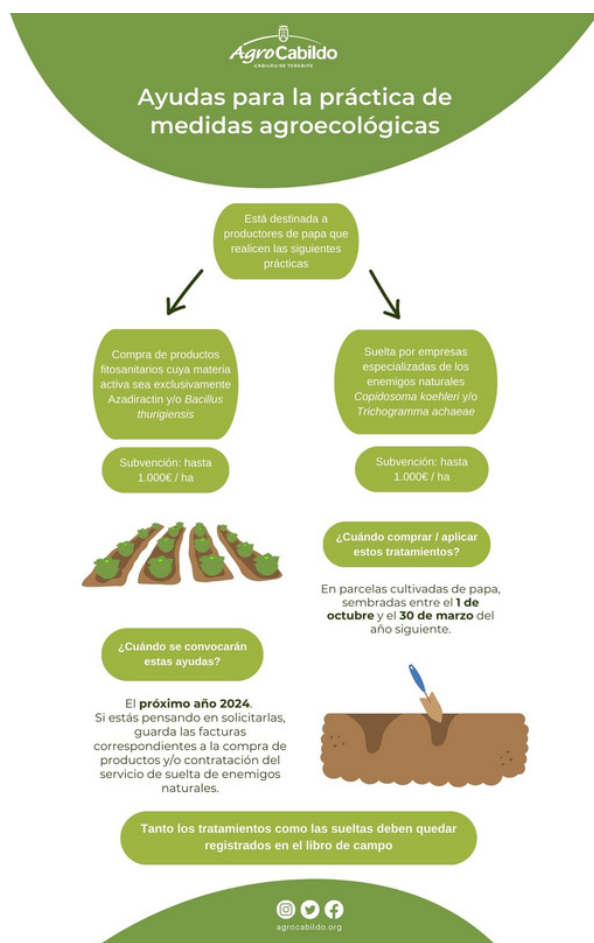 AgroCabildo
CABILDO DE TENERIFE
Ayudas para la práctica de
medidas agroecológicas
Está destinada a
productores de papa que
realicen las siguientes
prácticas
Compra de productos
fitosanitarios cuya materia
activa sea exclusivamente
Azadiractin y/o Bacillus
thurigiensis
Subvención: hasta
1.000€ / ha
Suelta por empresas
especializadas de los
enemigos naturales
Copidosoma koehleri y/o
Trichogramma achaeae
Subvención: hasta
1.000€ / ha
¿Cuándo comprar / aplicar
estos tratamientos?
En parcelas cultivadas de papa,
sembradas entre el 1 de
octubre y el 30 de marzo del
año siguiente.
¿Cuándo se convocarán
estas ayudas?
El próximo año 2024.
Si estás pensando en solicitarlas,
guarda las facturas
correspondientes a la compra de
productos y/o contratación del
servicio de suelta de enemigos
naturales.
Tanto los tratamientos como las sueltas deben quedar
registrados en el libro de campo
agrocabildo.org